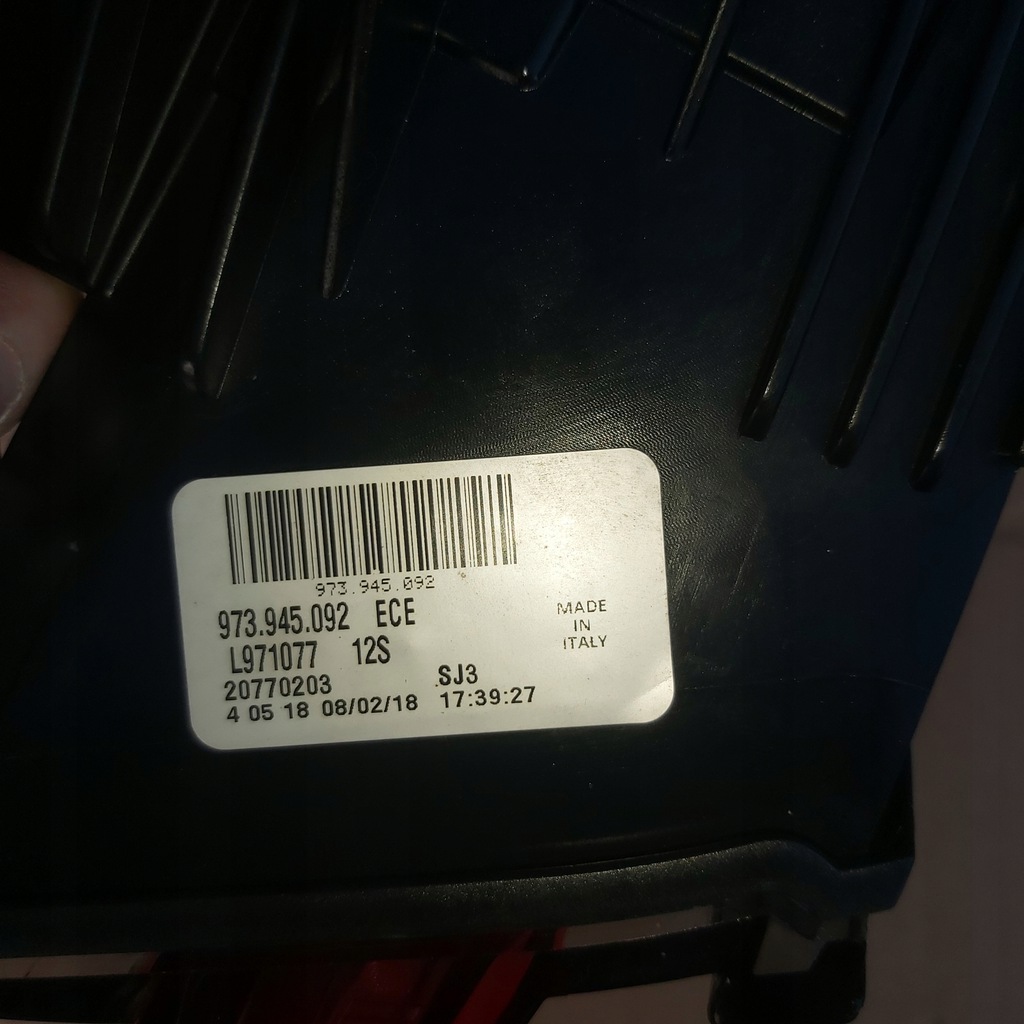 973.945.092
973.945.092 ECE
L971077 12S
20770203 SJ3
4 05 18 08/02/18 17:39:27
MADE
IN
ITALY